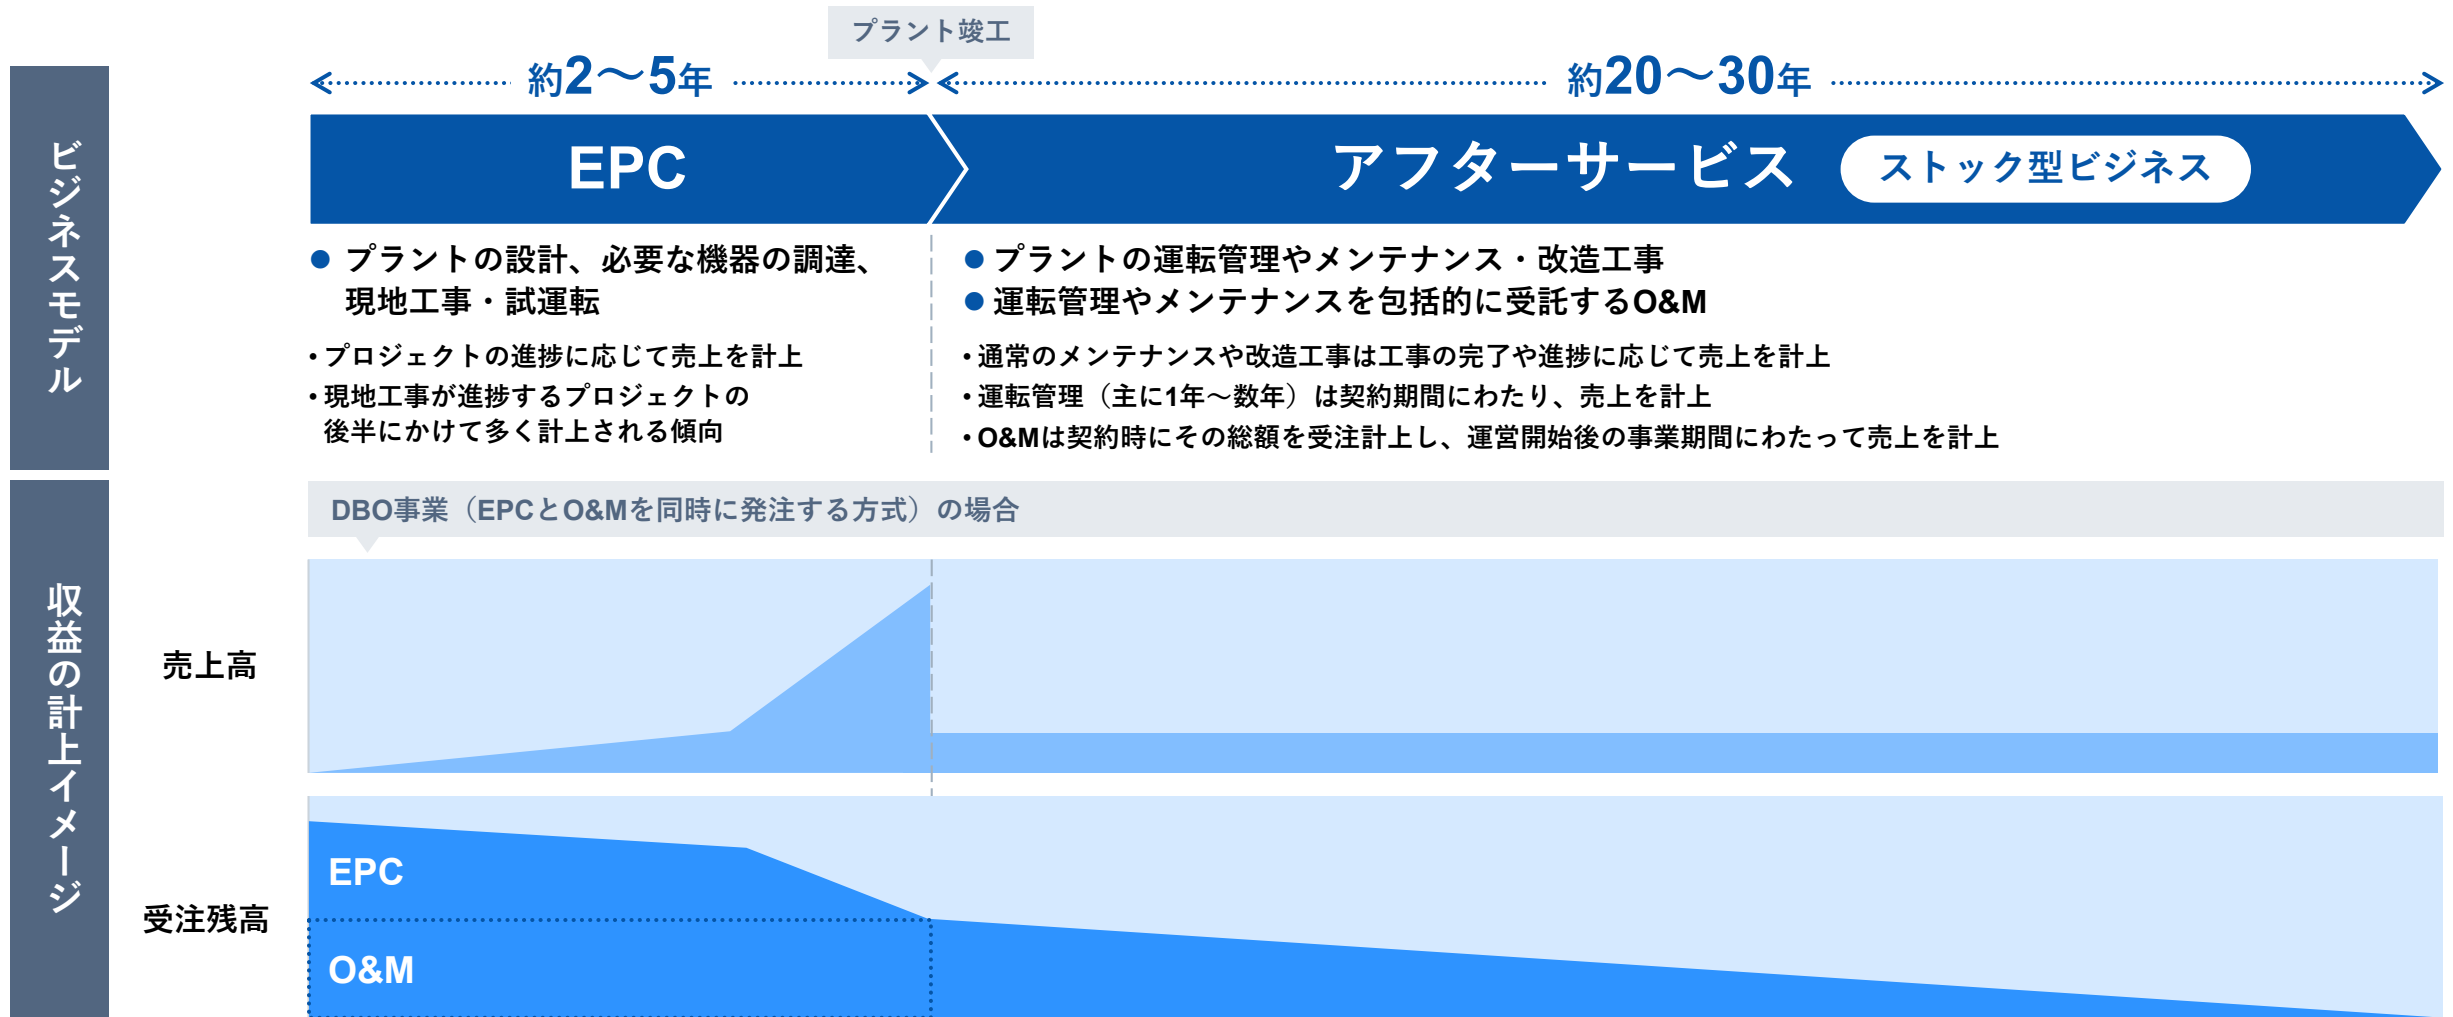 プラント竣工
約2〜5年
約20〜30年
ビジネスモデル
EPC
アフターサービス
ストック型ビジネス
● プラントの設計、必要な機器の調達、
現地工事・試運転
・プロジェクトの進捗に応じて売上を計上
・現地工事が進捗するプロジェクトの
後半にかけて多く計上される傾向
● プラントの運転管理やメンテナンス・改造工事
● 運転管理やメンテナンスを包括的に受託するO&M
・通常のメンテナンスや改造工事は工事の完了や進捗に応じて売上を計上
・運転管理（主に1年〜数年）は契約期間にわたり、売上を計上
・O&Mは契約時にその総額を受注計上し、運営開始後の事業期間にわたって売上を計上
収益の計上イメージ
DBO事業（EPCとO&Mを同時に発注する方式）の場合
売上高
受注残高
EPC
O&M